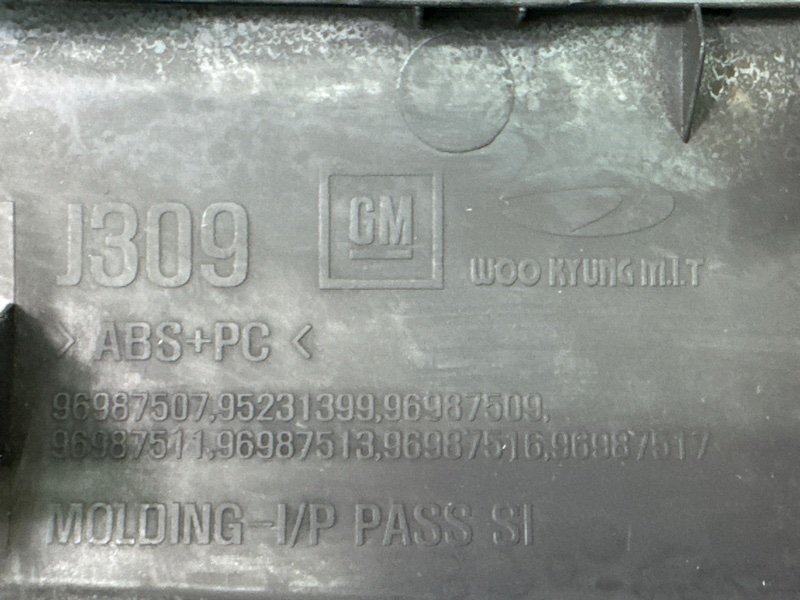 J309 GM WOO KYUNG M.I.T
> ABS+PC <
96987507,95231399,96987509,
96987511,96987513,96987516,96987517
MOLDING-I/P PASS SI